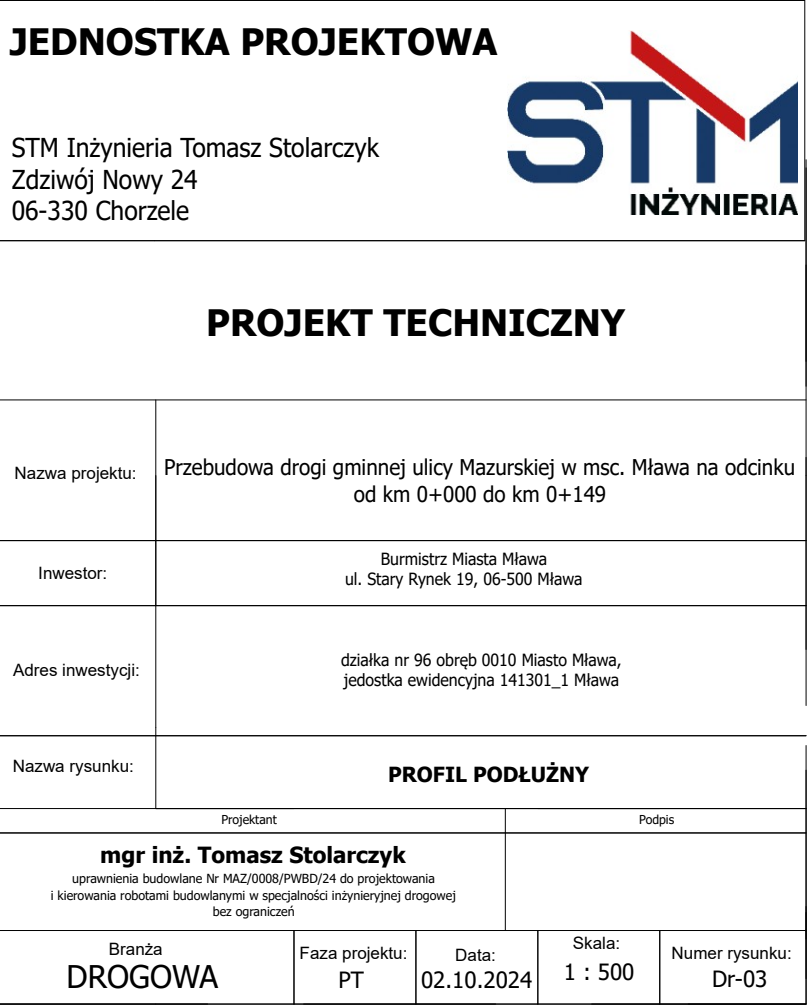 JEDNOSTKA PROJEKTOWA
STM
INŻYNIERIA
STM Inżynieria Tomasz Stolarczyk
Zdziwój Nowy 24
06-330 Chorzele
PROJEKT TECHNICZNY
Nazwa projektu:
Przebudowa drogi gminnej ulicy Mazurskiej w msc. Mława na odcinku
od km 0+000 do km 0+149
Inwestor:
Burmistrz Miasta Mława
ul. Stary Rynek 19, 06-500 Mława
Adres inwestycji:
działka nr 96 obręb 0010 Miasto Mława,
jedostka ewidencyjna 141301_1 Mława
Nazwa rysunku:
PROFIL PODŁUŻNY
Projektant
Podpis
mgr inż. Tomasz Stolarczyk
uprawnienia budowlane Nr MAZ/0008/PWBD/24 do projektowania
i kierowania robotami budowlanymi w specjalności inżynieryjnej drogowej
bez ograniczeń
Branża
DROGOWA
Faza projektu:
PT
Data:
02.10.2024
Skala:
1 : 500
Numer rysunku:
Dr-03